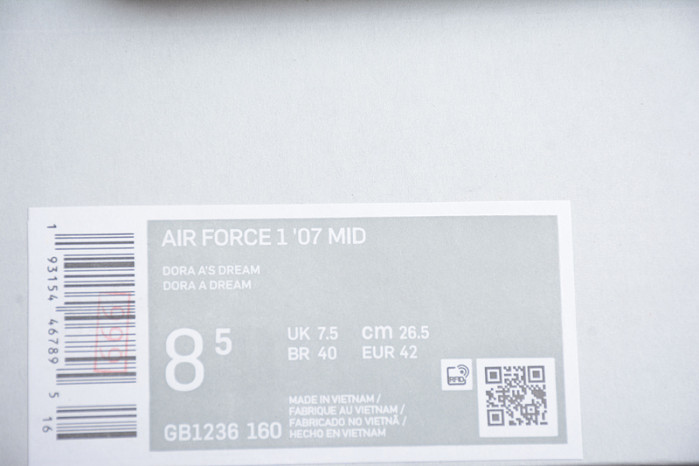 AIR FORCE 1 '07 MID
DORA A'S DREAM
DORA A DREAM
8 5
UK 7.5 cm 26.5
BR 40 EUR 42
RFID
MADE IN VIETNAM /
FABRIQUE AU VIETNAM /
FABRICADO NO VIETNÃ /
HECHO EN VIETNAM
GB1236 160
1 93154 46789 5 16
666